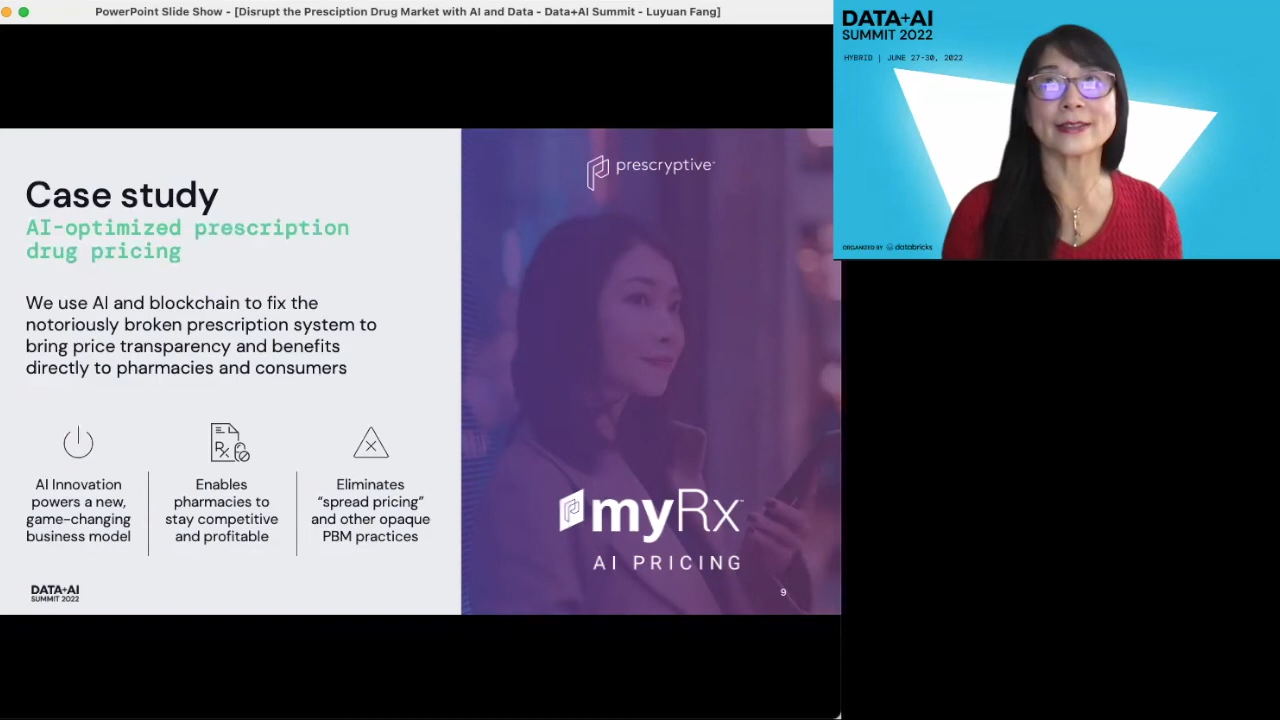 PowerPoint Slide Show - [Disrupt the Presciption Drug Market with AI and Data - Data+AI Summit - Luyuan Fang]
DATA+AI
SUMMIT 2022
HYBRID | JUNE 27-30, 2022
ORGANIZED BY databricks
Case study
AI-optimized prescription
drug pricing
We use AI and blockchain to fix the
notoriously broken prescription system to
bring price transparency and benefits
directly to pharmacies and consumers
Rx
AI Innovation
powers a new,
game-changing
business model
Enables
pharmacies to
stay competitive
and profitable
Eliminates
“spread pricing”
and other opaque
PBM practices
DATA+AI
SUMMIT 2022
prescryptive
myRx
AI PRICING
9